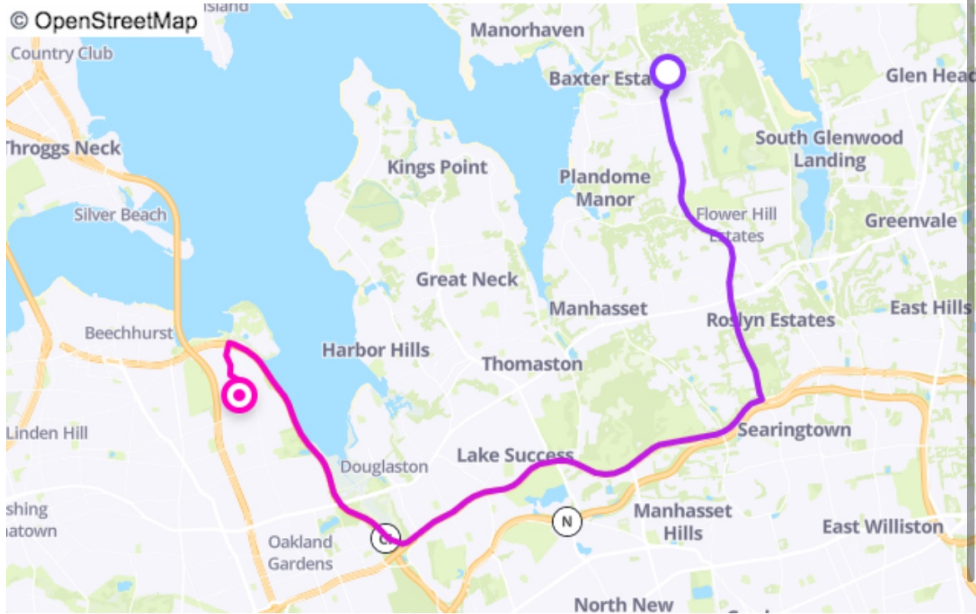 © OpenStreetMap
Island
Manorhaven
Country Club
Baxter Esta
Glen Head
South Glenwood
Landing
Throggs Neck
Kings Point
Plandome
Manor
Silver Beach
Flower Hill
Estates
Greenvale
Great Neck
Manhasset
East Hills
Roslyn Estates
Beechhurst
Harbor Hills
Thomaston
Linden Hill
Searingtown
Lake Success
Douglaston
shing
atown
N
Manhasset
Hills
East Williston
Oakland
Gardens
North New